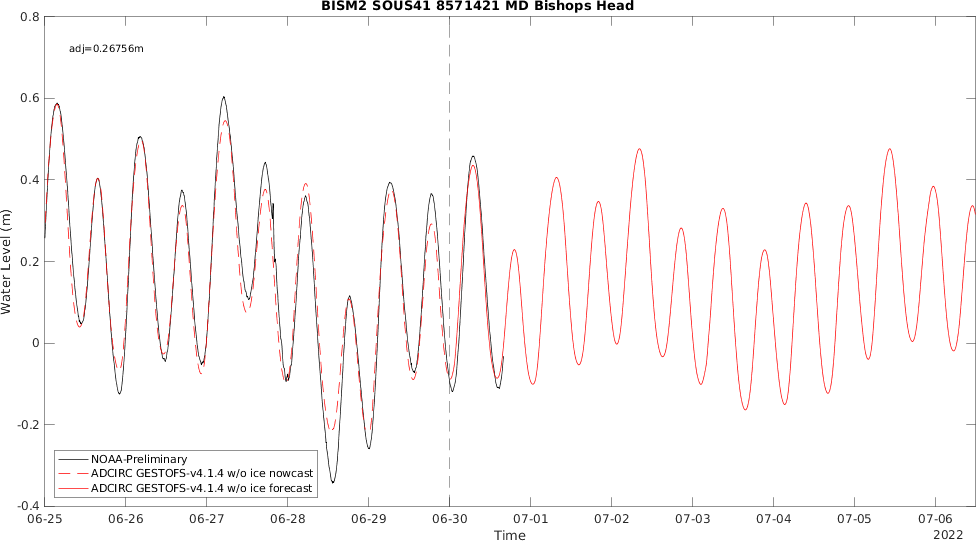 BISM2 SOUS41 8571421 MD Bishops Head
adj=0.26756m
0.8
0.6
0.4
0.2
0
-0.2
-0.4
Water Level (m)
NOAA-Preliminary
ADCIRC GESTOFS-v4.1.4 w/o ice nowcast
ADCIRC GESTOFS-v4.1.4 w/o ice forecast
06-25 06-26 06-27 06-28 06-29 06-30 07-01 07-02 07-03 07-04 07-05 07-06
Time
2022